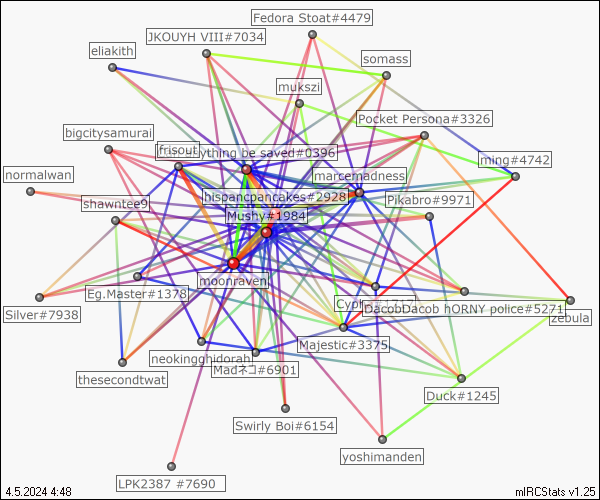 Fedora Stoat#4479
JKOUYH VIII#7034
eliakith
somass
mukszi
Pocket Persona#3326
bigcitysamurai
frisout
ything be saved#0396
ming#4742
marcemadness
normalwan
hispancpancakes#2928
Pikabro#9971
shawntee9
Mushy#1984
moonraven
Eg.Master#1378
Silver#7938
DacobDacob hORNY police#5271
zebula
Majestic#3375
neokingghidorah
Madネコ#6901
thesecondtwat
Duck#1245
Swirly Boi#6154
yoshimanden
LPK2387 #7690
4.5.2024 4:48
mIRCStats v1.25